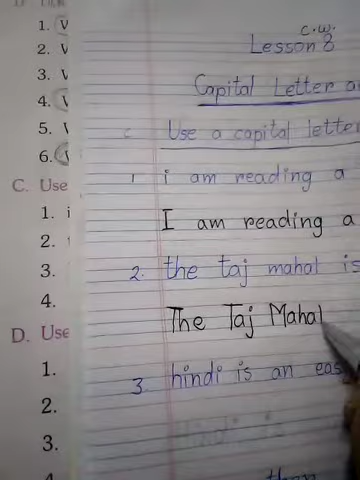 C.W.
Lesson 8
Capital Letter
C Use a capital letter
1 i am reading a
I am reading a
2. the taj mahal is
The Taj Mahal
3 hindi is an
Hindi is
1.
2.
3.
4.
5.
6.
C. Use
1. i
2.
3.
4.
D. Use
1.
2.
3.